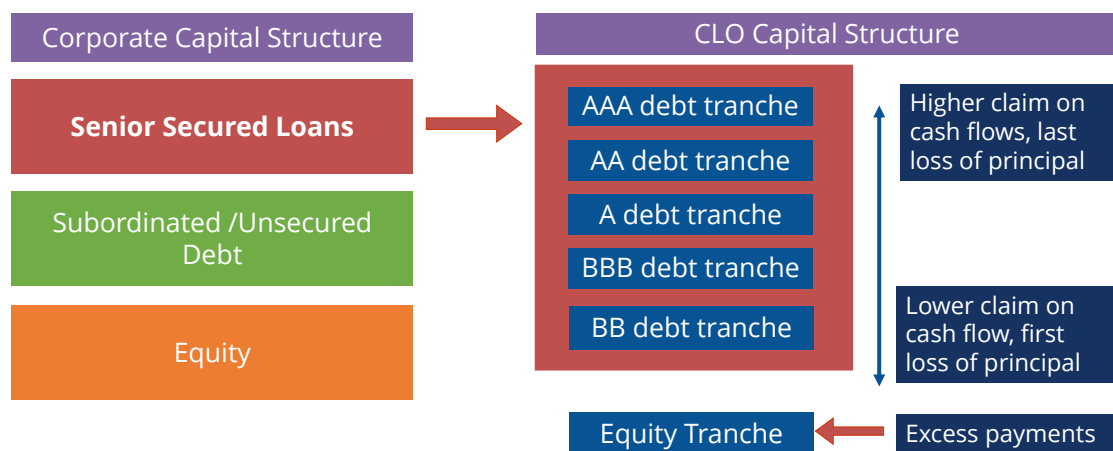 Corporate Capital Structure
Senior Secured Loans
Subordinated /Unsecured
Debt
Equity
CLO Capital Structure
AAA debt tranche
AA debt tranche
A debt tranche
BBB debt tranche
BB debt tranche
Equity Tranche
Higher claim on
cash flows, last
loss of principal
Lower claim on
cash flow, first
loss of principal
Excess payments